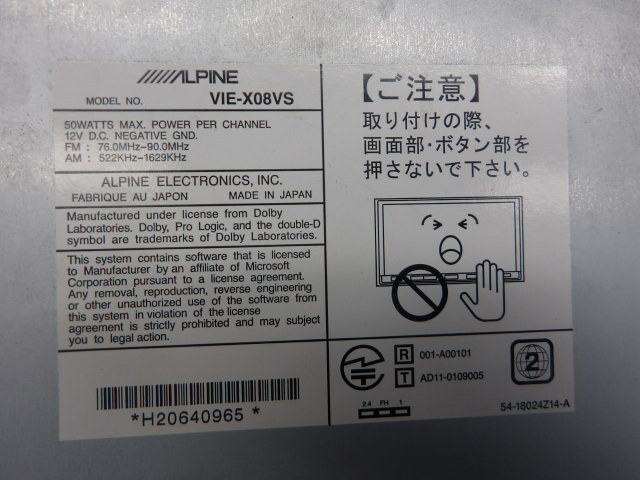 ALPINE
MODEL NO. VIE-X08VS
50WATTS MAX. POWER PER CHANNEL
12V D.C. NEGATIVE GND.
FM : 76.0MHz-90.0MHz
AM : 522KHz-1629KHz
ALPINE ELECTRONICS, INC.
FABRIQUE AU JAPON MADE IN JAPAN
Manufactured under license from Dolby
Laboratories. Dolby, Pro Logic, and the double-D
symbol are trademarks of Dolby Laboratories.
This system contains software that is licensed
to Manufacturer by an affiliate of Microsoft
Corporation pursuant to a license agreement.
Any removal, reproduction, reverse engineering
or other unauthorized use of the software from
this system in violation of the license
agreement is strictly prohibited and may subject
you to legal action.
*H20640965*
【ご注意】
取り付けの際、
画面部・ボタン部を
押さないで下さい。
R 001-A00101
T AD11-0109005
2
2.4 FH 1
54-18024Z14-A